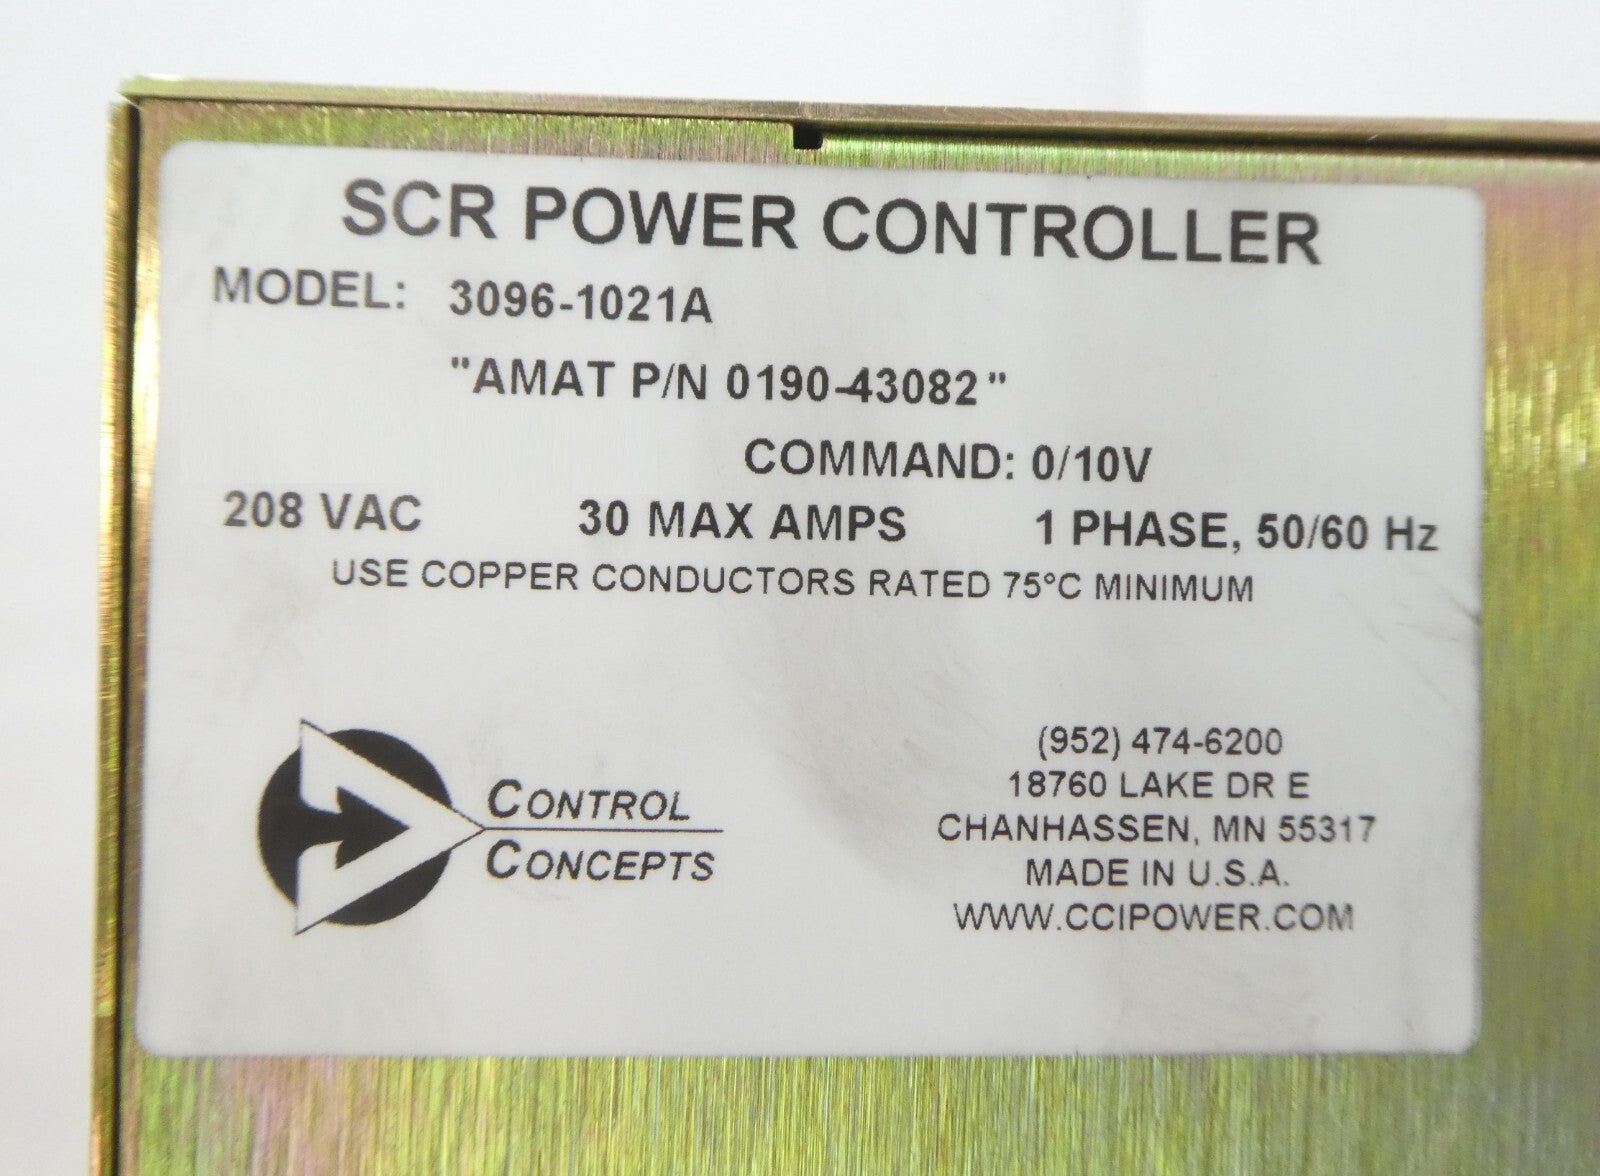 SCR POWER CONTROLLER
MODEL: 3096-1021A
"AMAT P/N 0190-43082"
COMMAND: 0/10V
208 VAC 30 MAX AMPS 1 PHASE, 50/60 Hz
USE COPPER CONDUCTORS RATED 75°C MINIMUM
CONTROL
CONCEPTS
(952) 474-6200
18760 LAKE DR E
CHANHASSEN, MN 55317
MADE IN U.S.A.
WWW.CCIPOWER.COM